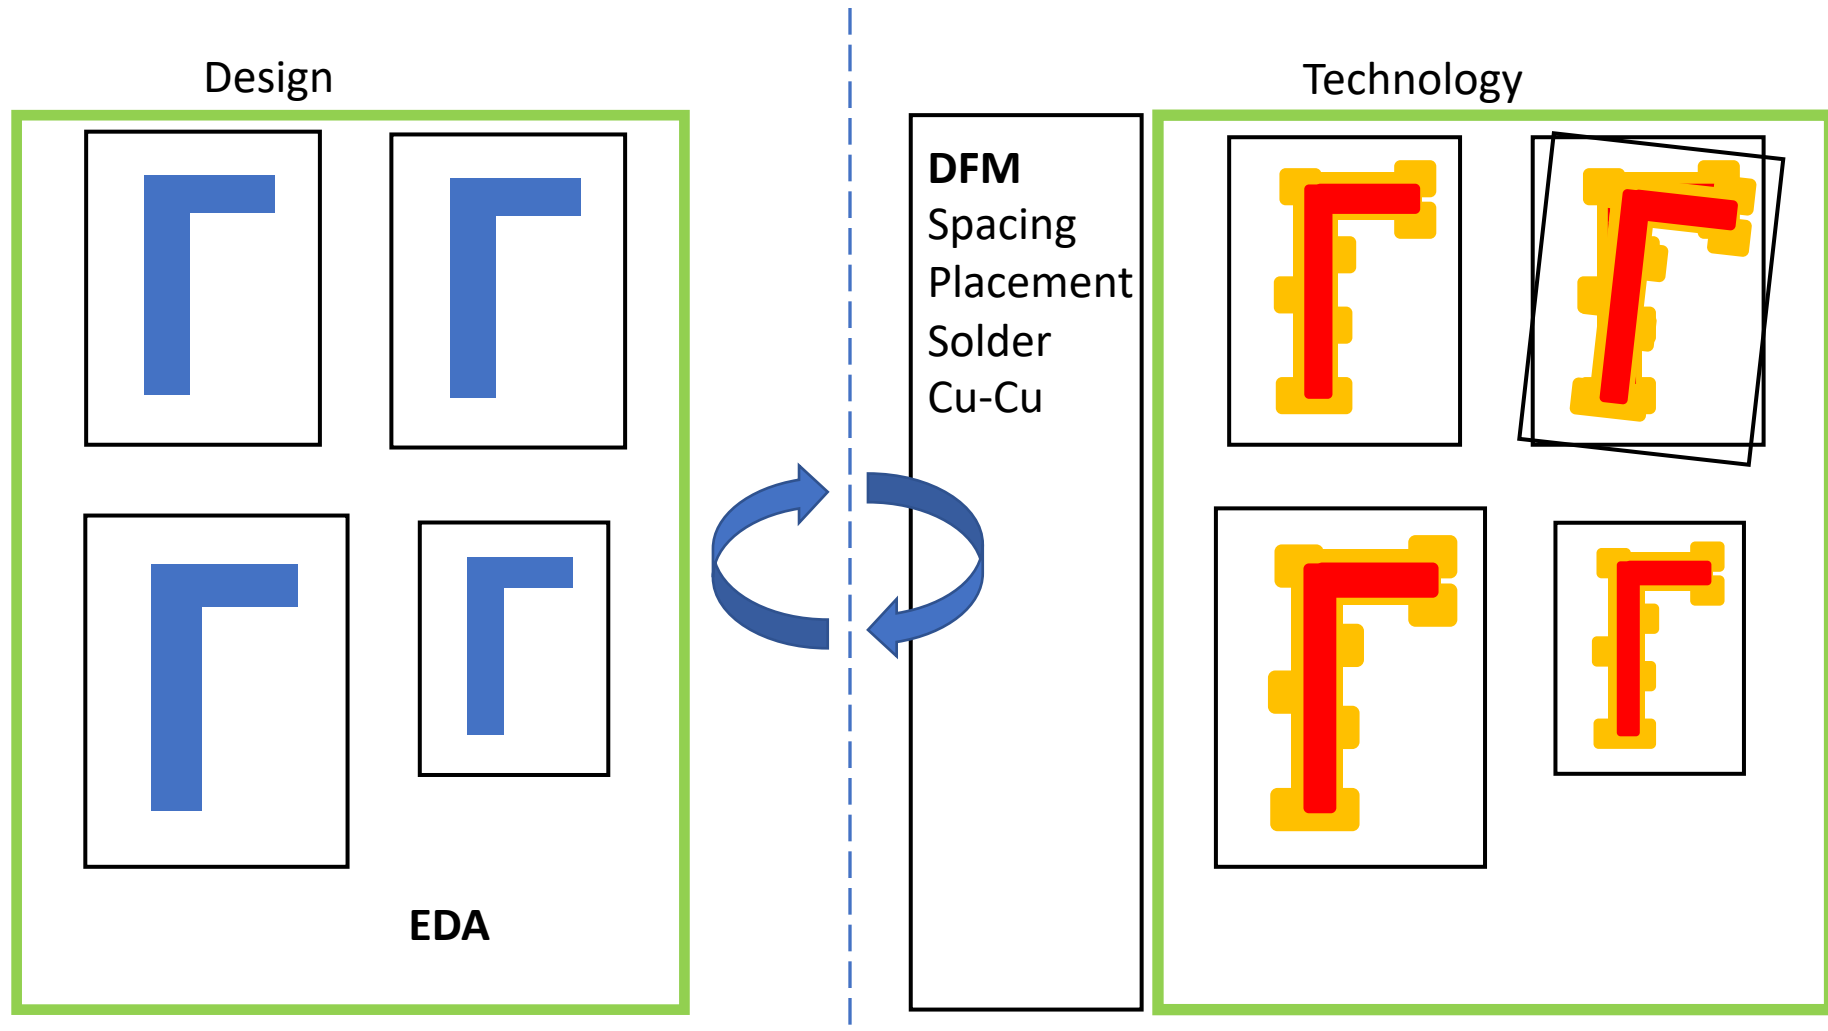 Design
Technology
DFM
Spacing
Placement
Solder
Cu-Cu
EDA